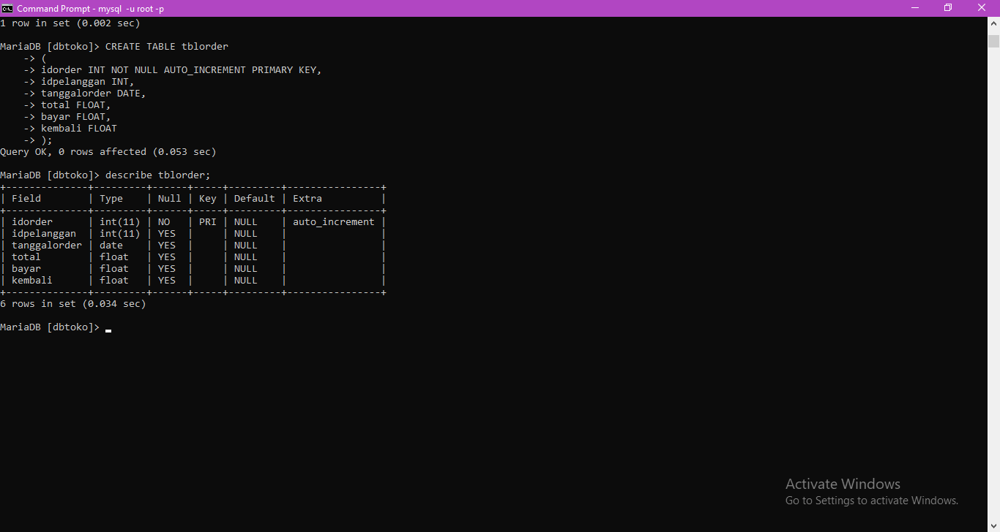 Command Prompt - mysql -u root -p
1 row in set (0.002 sec)
MariaDB [dbtoko]> CREATE TABLE tblorder
    -> (
    -> idorder INT NOT NULL AUTO_INCREMENT PRIMARY KEY,
    -> idpelanggan INT,
    -> tanggalorder DATE,
    -> total FLOAT,
    -> bayar FLOAT,
    -> kembali FLOAT
    -> );
Query OK, 0 rows affected (0.053 sec)
MariaDB [dbtoko]> describe tblorder;
+--------------+---------+------+-----+---------+----------------+
| Field        | Type    | Null | Key | Default | Extra          |
+--------------+---------+------+-----+---------+----------------+
| idorder      | int(11) | NO   | PRI | NULL    | auto_increment |
| idpelanggan  | int(11) | YES  |     | NULL    |                |
| tanggalorder | date    | YES  |     | NULL    |                |
| total        | float   | YES  |     | NULL    |                |
| bayar        | float   | YES  |     | NULL    |                |
| kembali      | float   | YES  |     | NULL    |                |
+--------------+---------+------+-----+---------+----------------+
6 rows in set (0.034 sec)
MariaDB [dbtoko]>
Activate Windows
Go to Settings to activate Windows.